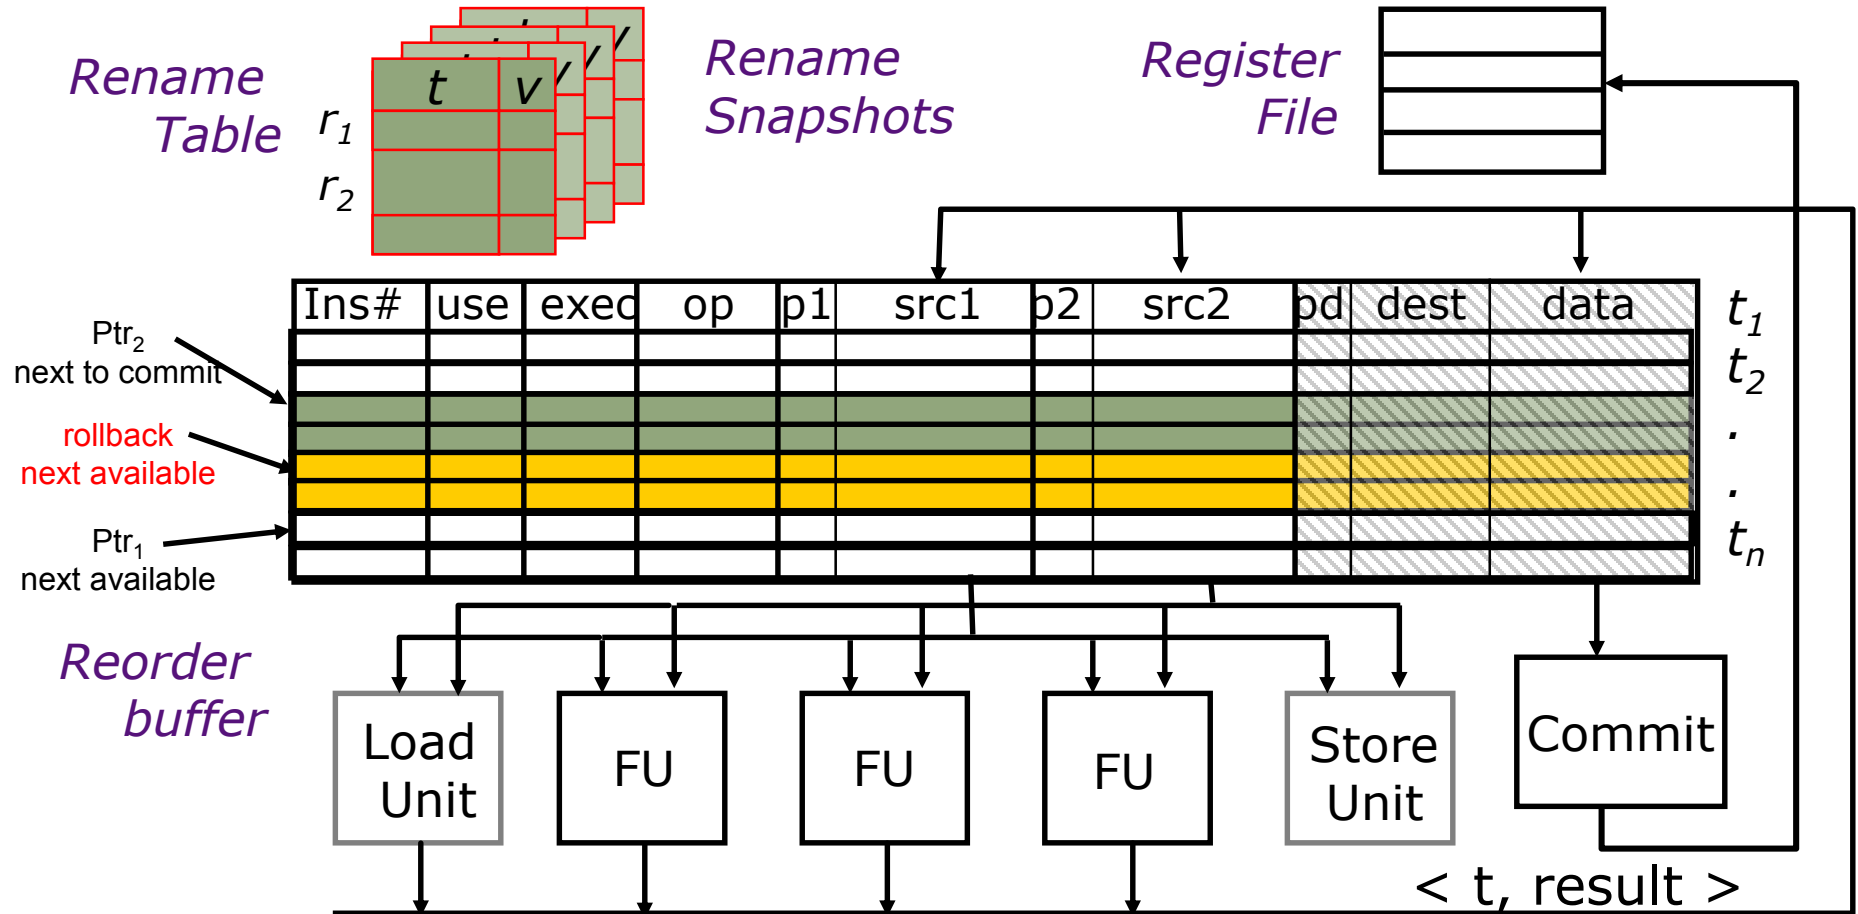 Rename
Table
t v
r1
r2
Rename
Snapshots
Register
File
Ins# use exec op p1 src1 p2 src2 pd dest data
t1
t2
.
.
tn
Ptr2
next to commit
rollback
next available
Ptr1
next available
Reorder
buffer
Load
Unit
FU
FU
FU
Store
Unit
Commit
< t, result >